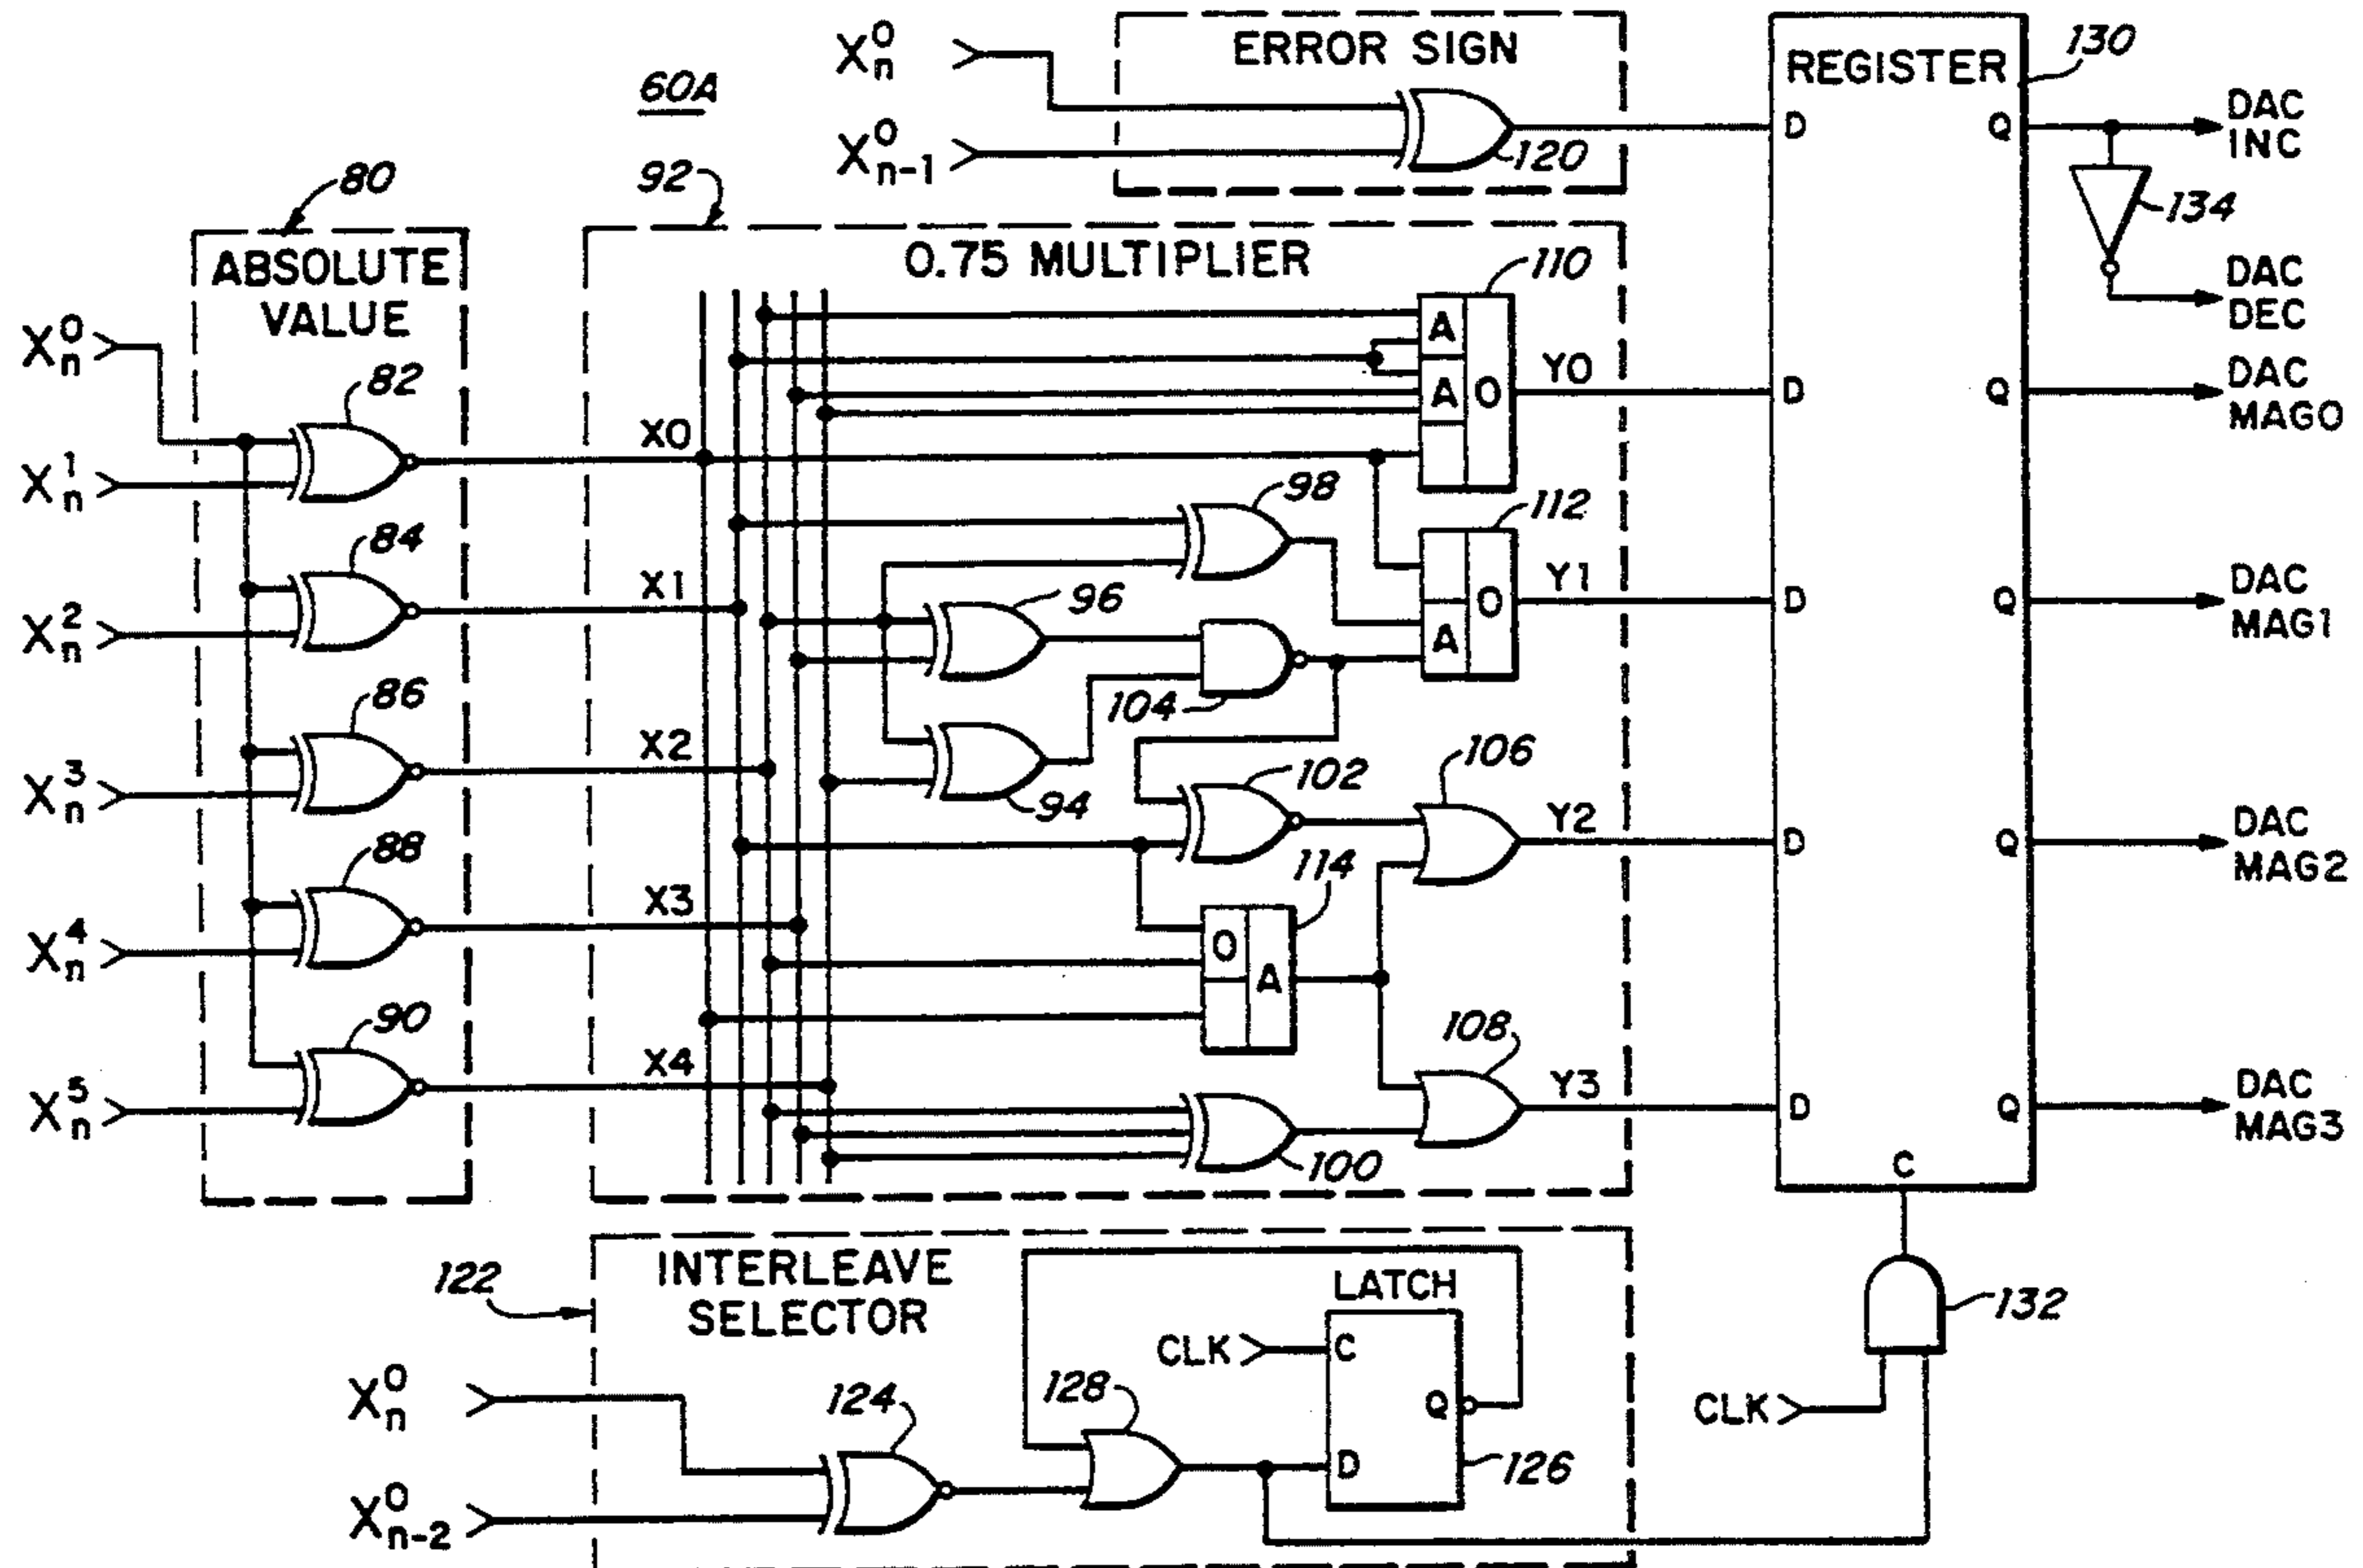 X⁰ₙ
X⁰ₙ₋₁
60A
ERROR SIGN
120
REGISTER
130
D
Q
DAC INC
134
DAC DEC
80
ABSOLUTE VALUE
X⁰ₙ
X¹ₙ
82
X²ₙ
84
X³ₙ
86
X⁴ₙ
88
X⁵ₙ
90
92
0.75 MULTIPLIER
X0
X1
X2
X3
X4
110
A
A
O
Y0
D
Q
DAC MAG0
98
112
O
A
Y1
D
Q
DAC MAG1
96
104
94
102
106
Y2
D
Q
DAC MAG2
114
O
A
108
Y3
D
Q
DAC MAG3
100
C
122
INTERLEAVE SELECTOR
X⁰ₙ
X⁰ₙ₋₂
124
128
LATCH
CLK
C
Q
D
126
CLK
132